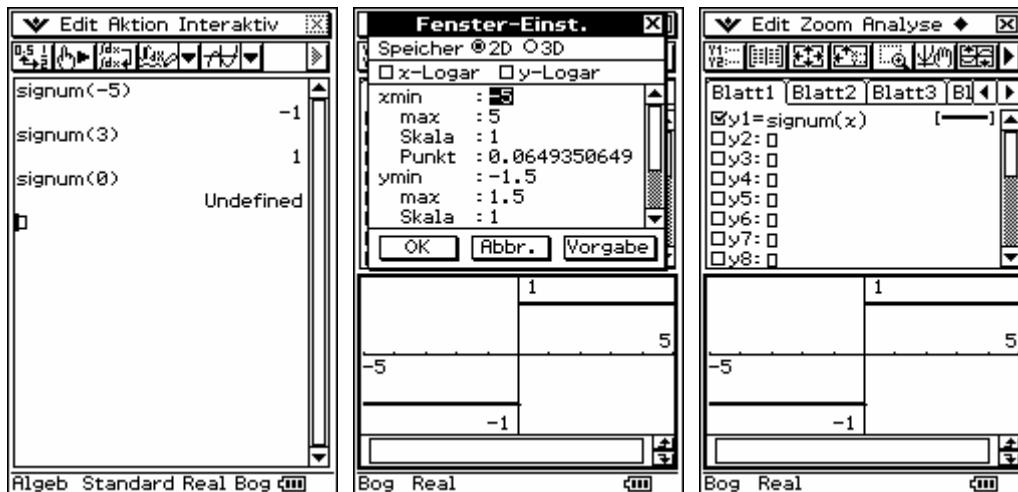 Edit Aktion Interaktiv
signum(-5)
-1
signum(3)
1
signum(0)
Undefined
Algeb Standard Real Bog
Fenster-Einst.
Speicher 2D 3D
x-Logar y-Logar
xmin :-5
max :5
Skala :1
Punkt :0.0649350649
ymin :-1.5
max :1.5
Skala :1
OK Abbr. Vorgabe
1
5
-5
-1
Bog Real
Edit Zoom Analyse
Blatt1 Blatt2 Blatt3 Bl
y1=signum(x) [—]
y2:
y3:
y4:
y5:
y6:
y7:
y8:
1
5
-5
-1
Bog Real